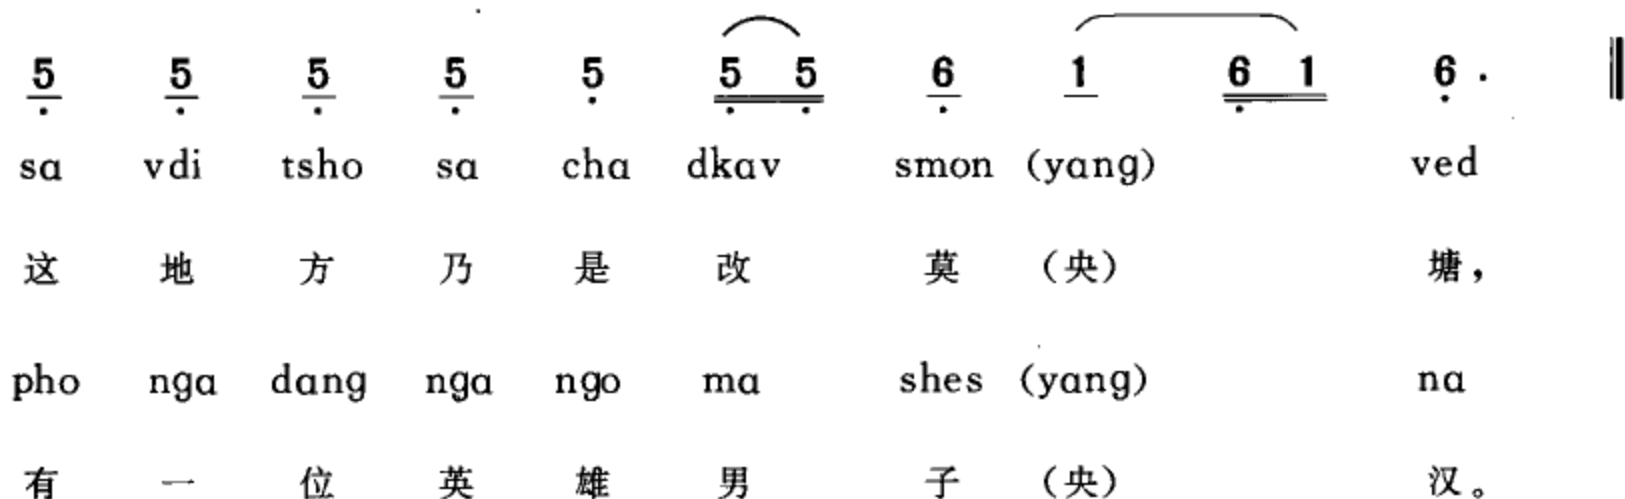 5 5 5 5 5 5 5 6 1 6 1 6 ·
sa vdi tsho sa cha dkav smon (yang) ved
这 地 方 乃 是 改 莫 (央) 塘,
pho nga dang nga ngo ma shes (yang) na
有 一 位 英 雄 男 子 (央) 汉。